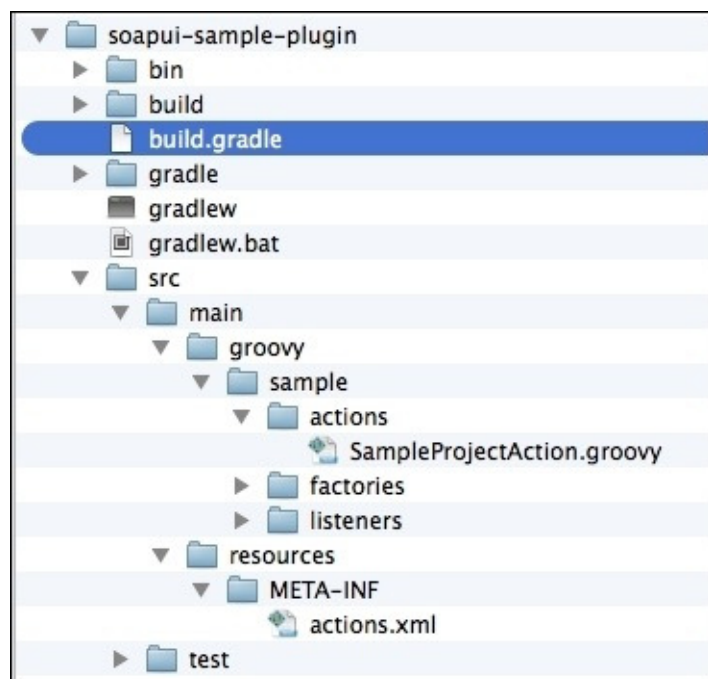 soapui-sample-plugin
bin
build
build.gradle
gradle
gradlew
gradlew.bat
src
main
groovy
sample
actions
SampleProjectAction.groovy
factories
listeners
resources
META-INF
actions.xml
test